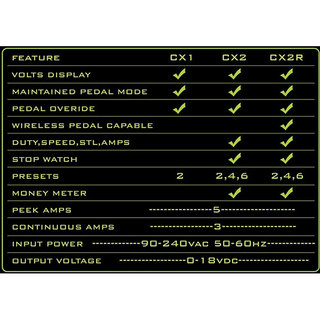 FEATURE CX1 CX2 CX2R
VOLTS DISPLAY ✓ ✓ ✓
MAINTAINED PEDAL MODE ✓ ✓ ✓
PEDAL OVERIDE ✓ ✓ ✓
WIRELESS PEDAL CAPABLE ✓
DUTY,SPEED,STL,AMPS ✓ ✓
STOP WATCH ✓ ✓
PRESETS 2 2,4,6 2,4,6
MONEY METER ✓ ✓
PEEK AMPS ----------------5----------------
CONTINUOUS AMPS ----------------3----------------
INPUT POWER ------90-240VAC 50-60HZ------
OUTPUT VOLTAGE -----------0-18VDC-----------